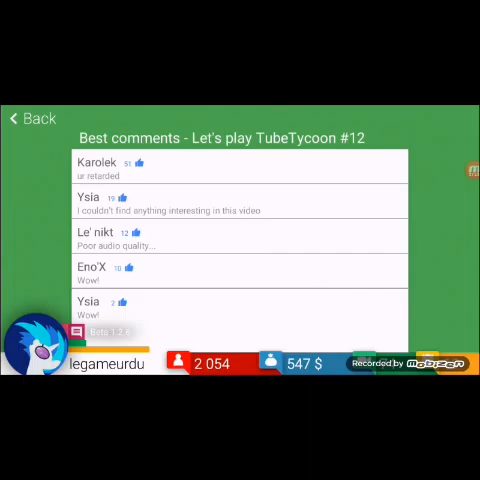 Back
Best comments - Let's play TubeTycoon #12
Karolek 51
ur retarded
Ysia 19
I couldn't find anything interesting in this video
Le' nikt 12
Poor audio quality...
Eno'X 10
Wow!
Ysia 2
Wow!
Beta 1.2.6
legameurdu 2 054 547 $
Recorded by mobizen